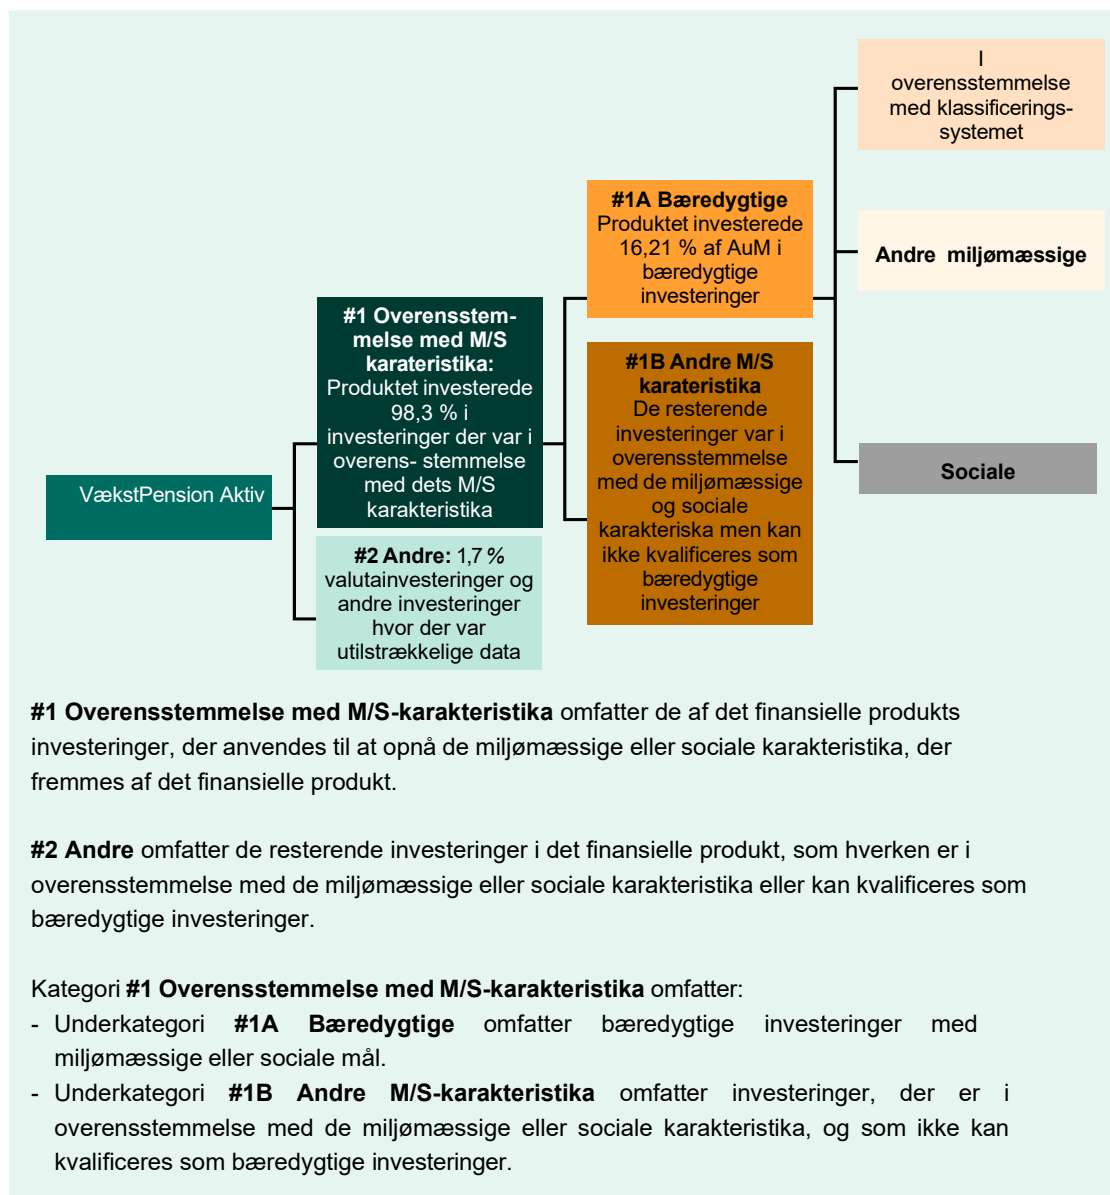 I
overensstemmelse
med klassificerings-
systemet
#1A Bæredygtige
Produktet investerede
16,21 % af AuM i
bæredygtige
investeringer
Andre miljømæssige
#1 Overensstem-
melse med M/S
karateristika:
Produktet investerede
98,3 % i
investeringer der var i
overens- stemmelse
med dets M/S
karakteristika
#1B Andre M/S
karateristika
De resterende
investeringer var i
overensstemmelse
med de miljømæssige
og sociale
karakteriska men kan
ikke kvalificeres som
bæredygtige
investeringer
Sociale
VækstPension Aktiv
#2 Andre: 1,7 %
valutainvesteringer og
andre investeringer
hvor der var
utilstrækkelige data
#1 Overensstemmelse med M/S-karakteristika omfatter de af det finansielle produkts
investeringer, der anvendes til at opnå de miljømæssige eller sociale karakteristika, der
fremmes af det finansielle produkt.
#2 Andre omfatter de resterende investeringer i det finansielle produkt, som hverken er i
overensstemmelse med de miljømæssige eller sociale karakteristika eller kan kvalificeres som
bæredygtige investeringer.
Kategori #1 Overensstemmelse med M/S-karakteristika omfatter:
- Underkategori #1A Bæredygtige omfatter bæredygtige investeringer med
miljømæssige eller sociale mål.
- Underkategori #1B Andre M/S-karakteristika omfatter investeringer, der er i
overensstemmelse med de miljømæssige eller sociale karakteristika, og som ikke kan
kvalificeres som bæredygtige investeringer.